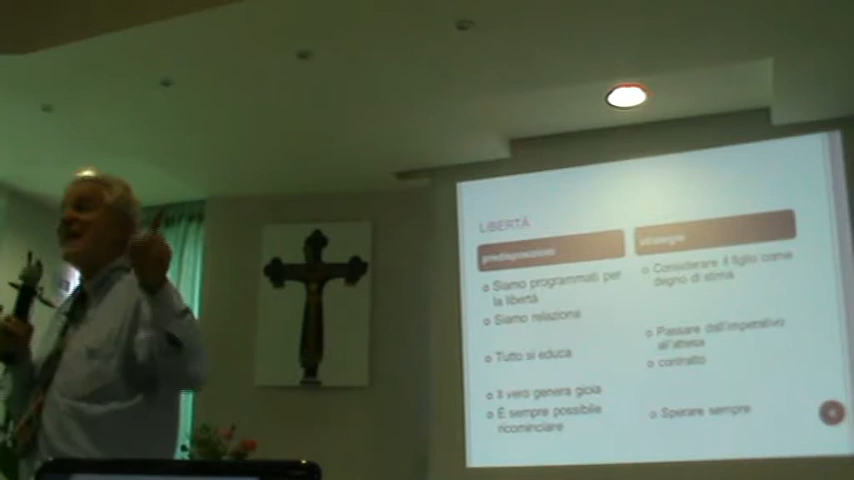 LIBERTÀ
predisposizioni
strategie
Siamo programmati per
la libertà
Siamo relazione
Tutto si educa
Il vero genera gioia
È sempre possibile
ricominciare
Considerare il figlio come
degno di stima
Passare dall'imperativo
all'attesa
contratto
Sperare sempre